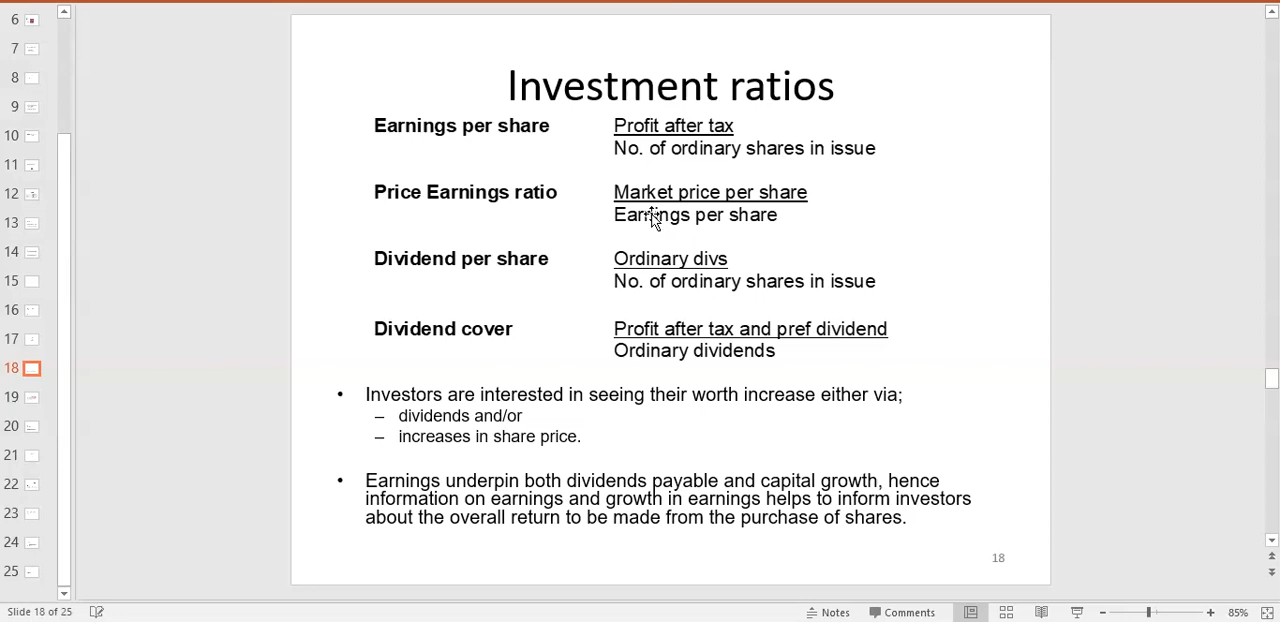 6
7
8
9
10
11
12
13
14
15
16
17
18
19
20
21
22
23
24
25
Investment ratios
Earnings per share
Profit after tax
No. of ordinary shares in issue
Price Earnings ratio
Market price per share
Earnings per share
Dividend per share
Ordinary divs
No. of ordinary shares in issue
Dividend cover
Profit after tax and pref dividend
Ordinary dividends
• Investors are interested in seeing their worth increase either via;
– dividends and/or
– increases in share price.
• Earnings underpin both dividends payable and capital growth, hence
information on earnings and growth in earnings helps to inform investors
about the overall return to be made from the purchase of shares.
18
Slide 18 of 25
Notes
Comments
85%